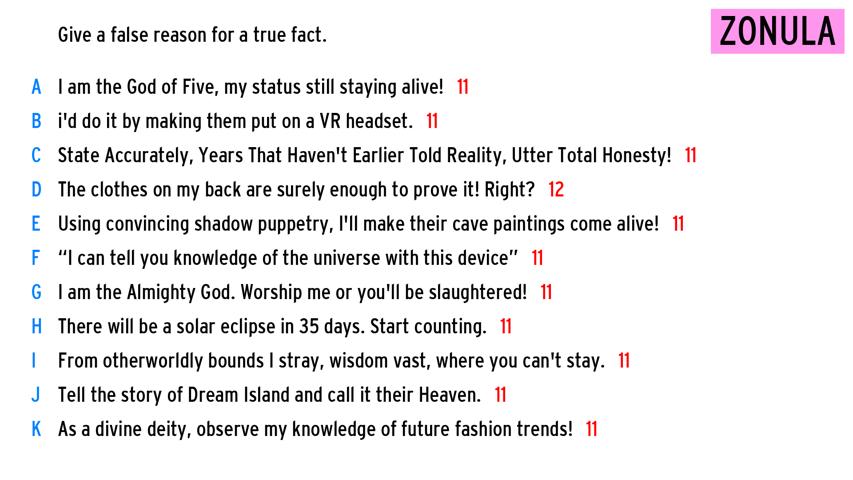 Give a false reason for a true fact.
ZONULA
A I am the God of Five, my status still staying alive! 11
B i'd do it by making them put on a VR headset. 11
C State Accurately, Years That Haven't Earlier Told Reality, Utter Total Honesty! 11
D The clothes on my back are surely enough to prove it! Right? 12
E Using convincing shadow puppetry, I'll make their cave paintings come alive! 11
F “I can tell you knowledge of the universe with this device” 11
G I am the Almighty God. Worship me or you'll be slaughtered! 11
H There will be a solar eclipse in 35 days. Start counting. 11
I From otherworldly bounds I stray, wisdom vast, where you can't stay. 11
J Tell the story of Dream Island and call it their Heaven. 11
K As a divine deity, observe my knowledge of future fashion trends! 11